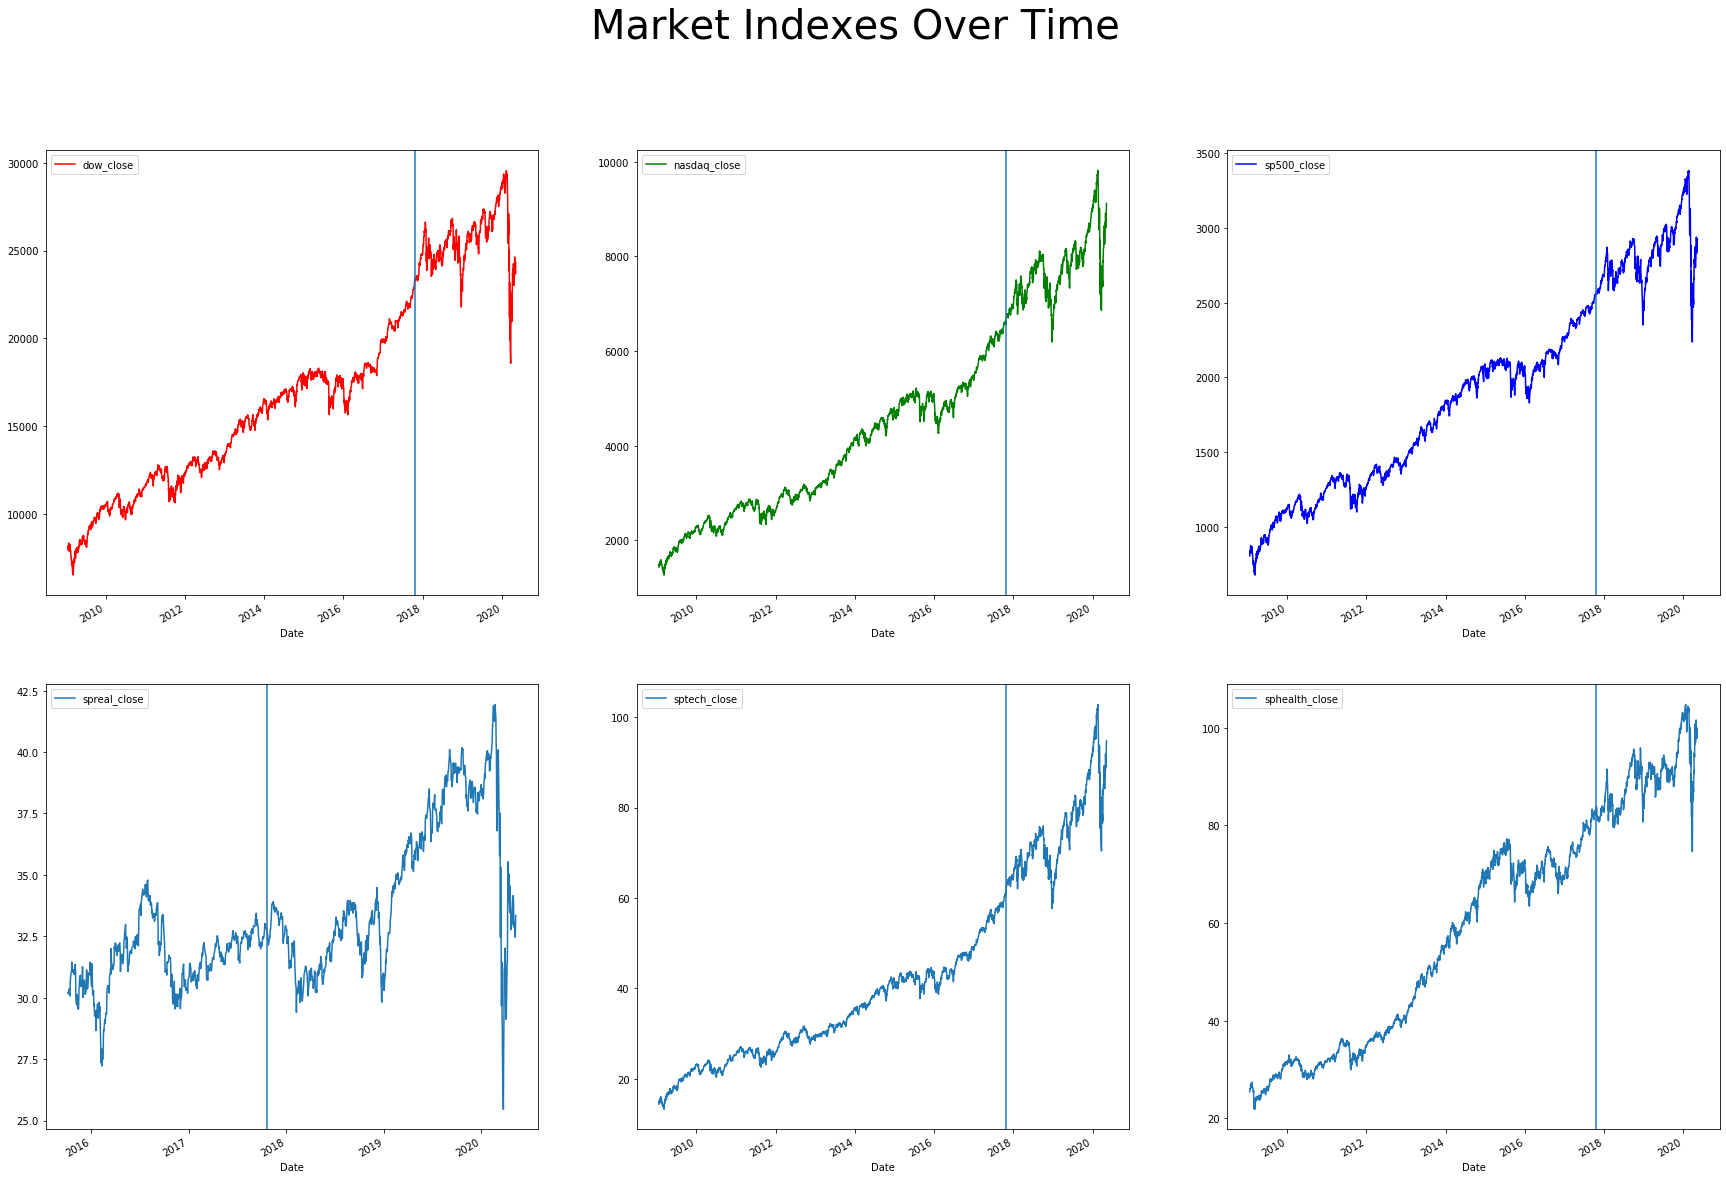 Market Indexes Over Time
dow_close
30000
25000
20000
15000
10000
2010 2012 2014 2016 2018 2020
Date
nasdaq_close
10000
8000
6000
4000
2000
2010 2012 2014 2016 2018 2020
Date
sp500_close
3500
3000
2500
2000
1500
1000
2010 2012 2014 2016 2018 2020
Date
spreal_close
42.5
40.0
37.5
35.0
32.5
30.0
27.5
25.0
2016 2017 2018 2019 2020
Date
sptech_close
100
80
60
40
20
2010 2012 2014 2016 2018 2020
Date
sphealth_close
100
80
60
40
20
2010 2012 2014 2016 2018 2020
Date